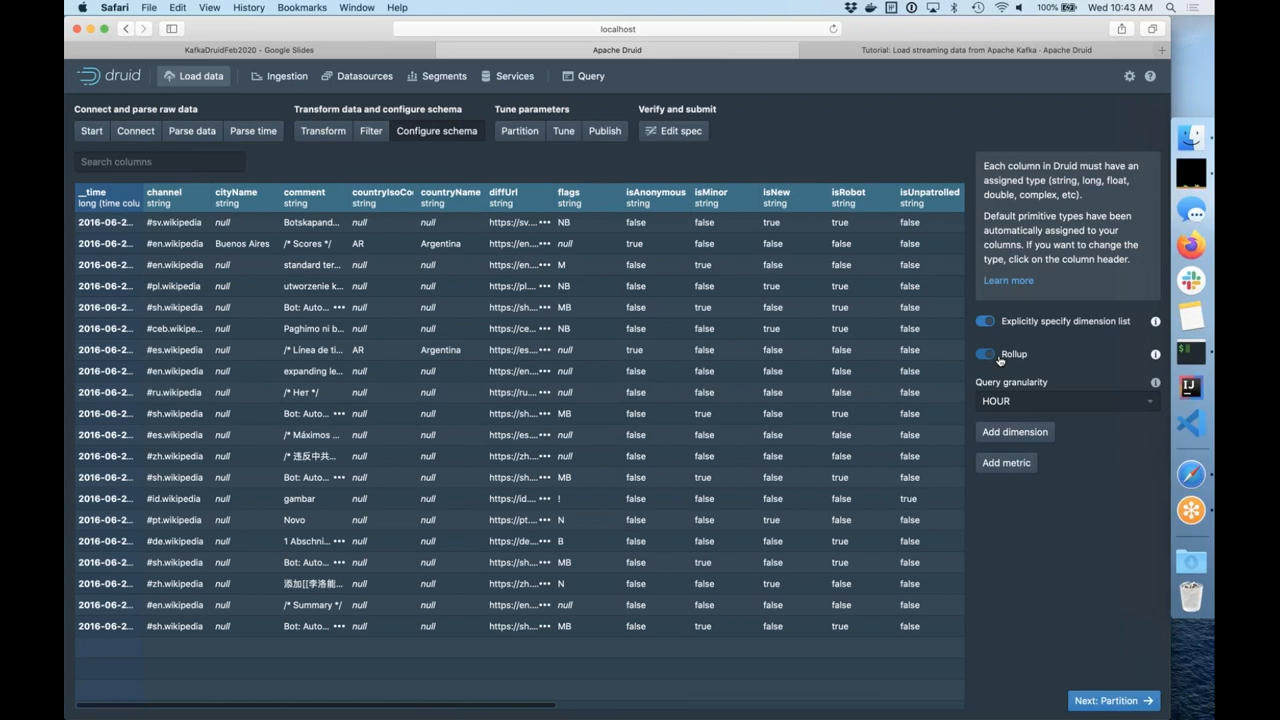 Safari File Edit View History Bookmarks Window Help 100% Wed 10:43 AM
localhost
KafkaDruidFeb2020 - Google Slides Apache Druid Tutorial: Load streaming data from Apache Kafka - Apache Druid
druid Load data Ingestion Datasources Segments Services Query
Connect and parse raw data Transform data and configure schema Tune parameters Verify and submit
Start Connect Parse data Parse time Transform Filter Configure schema Partition Tune Publish Edit spec
Search columns
__time channel cityName comment countryIsoCo countryName diffUrl flags isAnonymous isMinor isNew isRobot isUnpatrolled
long (time colu string string string string string string string string string string string string
2016-06-2... #sv.wikipedia null Botskapand... null null https://sv.... ••• NB false false true true false
2016-06-2... #en.wikipedia Buenos Aires /* Scores */ AR Argentina https://en.... ••• null true false false false false
2016-06-2... #en.wikipedia null standard ter... null null https://en.... ••• M false true false false false
2016-06-2... #pl.wikipedia null utworzenie k... null null https://pl.... ••• NB false false true true false
2016-06-2... #sh.wikipedia null Bot: Auto... ••• null null https://sh.... ••• MB false true false true false
2016-06-2... #ceb.wikipe... null Paghimo ni b... null null https://ce.... ••• NB false false true true false
2016-06-2... #es.wikipedia null /* Línea de ti... AR Argentina https://es.... ••• null true false false false false
2016-06-2... #en.wikipedia null expanding le... null null https://en.... ••• null false false false false false
2016-06-2... #ru.wikipedia null /* Нет */ null null https://ru.... ••• null false false false false false
2016-06-2... #sh.wikipedia null Bot: Auto... ••• null null https://sh.... ••• MB false true false true false
2016-06-2... #es.wikipedia null /* Máximos ... null null https://es.... ••• null false false false false false
2016-06-2... #zh.wikipedia null /* 违反中共... null null https://zh.... ••• null false false false false false
2016-06-2... #sh.wikipedia null Bot: Auto... ••• null null https://sh.... ••• MB false true false true false
2016-06-2... #id.wikipedia null gambar null null https://id.... ••• ! false false false false true
2016-06-2... #pt.wikipedia null Novo null null https://pt.... ••• N false false true false false
2016-06-2... #de.wikipedia null 1 Abschni... ••• null null https://de.... ••• B false false false true false
2016-06-2... #sh.wikipedia null Bot: Auto... ••• null null https://sh.... ••• MB false true false true false
2016-06-2... #zh.wikipedia null 添加[[李洛能... null null https://zh.... ••• N false false true false false
2016-06-2... #en.wikipedia null /* Summary */ null null https://en.... ••• null false false false false false
2016-06-2... #sh.wikipedia null Bot: Auto... ••• null null https://sh.... ••• MB false true false true false
Each column in Druid must have an
assigned type (string, long, float,
double, complex, etc).
Default primitive types have been
automatically assigned to your
columns. If you want to change the
type, click on the column header.
Learn more
Explicitly specify dimension list
Rollup
Query granularity
HOUR
Add dimension
Add metric
Next: Partition